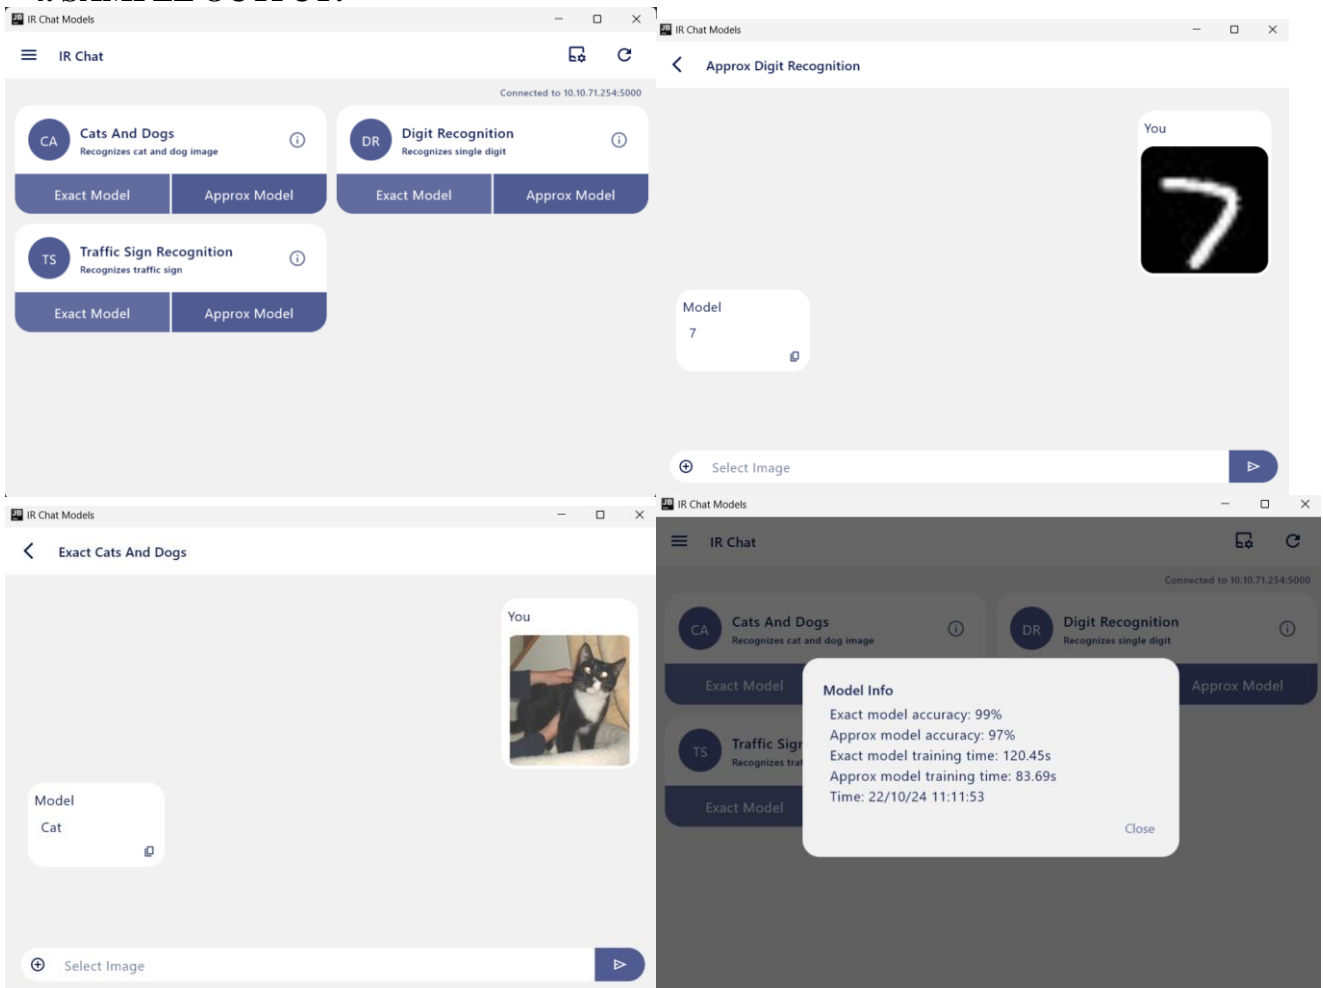 4. SAMPLE OUTPUT:
IR Chat Models
IR Chat
Connected to 10.10.71.254:5000
CA
Cats And Dogs
Recognizes cat and dog image
Exact Model
Approx Model
DR
Digit Recognition
Recognizes single digit
Exact Model
Approx Model
TS
Traffic Sign Recognition
Recognizes traffic sign
Exact Model
Approx Model
IR Chat Models
Approx Digit Recognition
You
7
Model
7
Select Image
IR Chat Models
Exact Cats And Dogs
You
Model
Cat
Select Image
IR Chat Models
IR Chat
Connected to 10.10.71.254:5000
CA
Cats And Dogs
Recognizes cat and dog image
Exact Model
DR
Digit Recognition
Recognizes single digit
Approx Model
TS
Traffic Sign
Recognizes
Exact Model
Model Info
Exact model accuracy: 99%
Approx model accuracy: 97%
Exact model training time: 120.45s
Approx model training time: 83.69s
Time: 22/10/24 11:11:53
Close